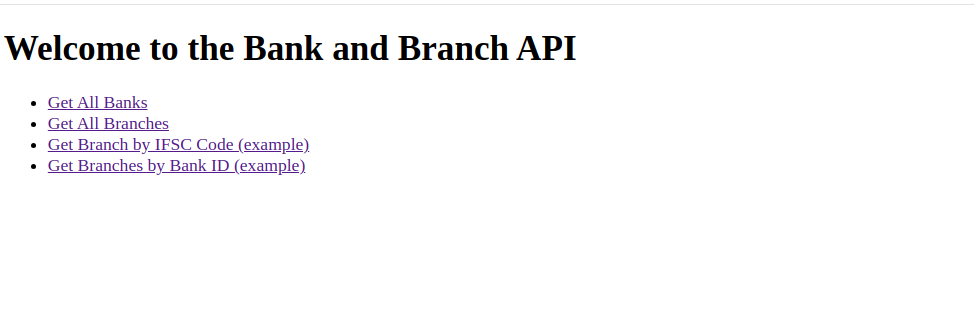 Welcome to the Bank and Branch API
Get All Banks
Get All Branches
Get Branch by IFSC Code (example)
Get Branches by Bank ID (example)